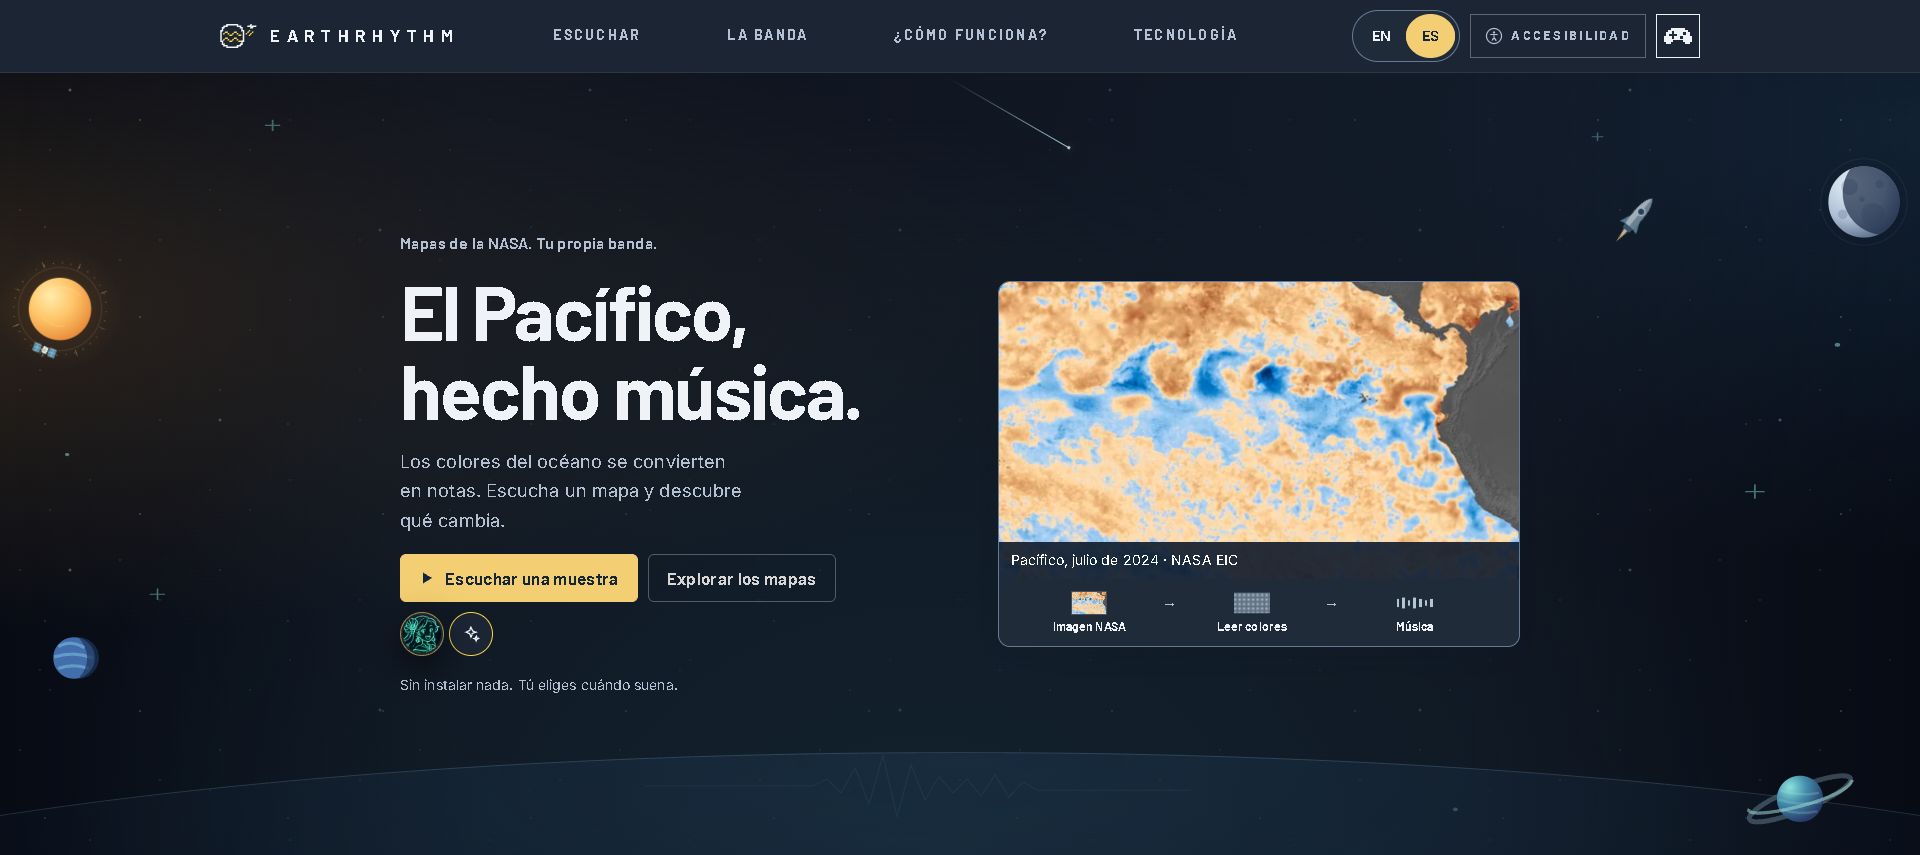 EARTHRHYTHM
ESCUCHAR
LA BANDA
¿CÓMO FUNCIONA?
TECNOLOGÍA
EN
ES
ACCESIBILIDAD
Mapas de la NASA. Tu propia banda.
El Pacífico,
hecho música.
Los colores del océano se convierten
en notas. Escucha un mapa y descubre
qué cambia.
Escuchar una muestra
Explorar los mapas
Sin instalar nada. Tú eliges cuándo suena.
Pacífico, julio de 2024 · NASA EIC
Imagen NASA
→
Leer colores
→
Música